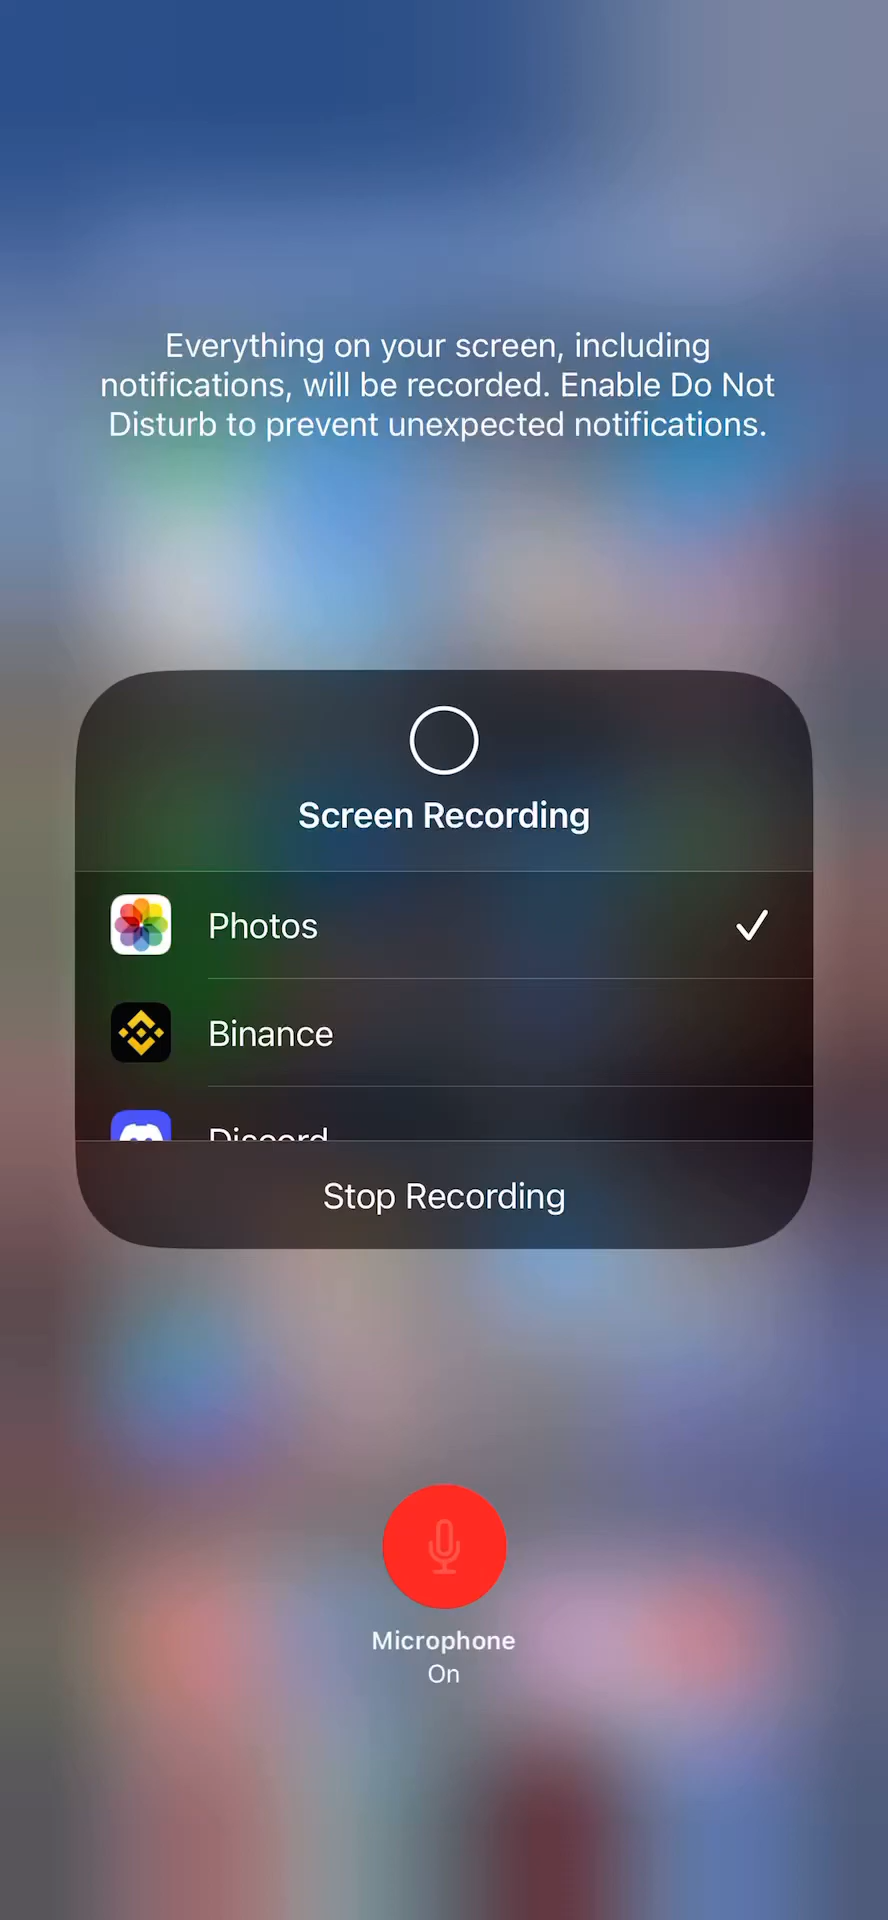 Everything on your screen, including
notifications, will be recorded. Enable Do Not
Disturb to prevent unexpected notifications.
Screen Recording
Photos
Binance
Discord
Stop Recording
Microphone
On